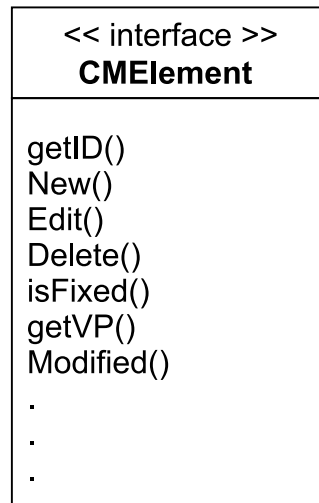 << interface >>
CMElement
getID()
New()
Edit()
Delete()
isFixed()
getVP()
Modified()
.
.
.